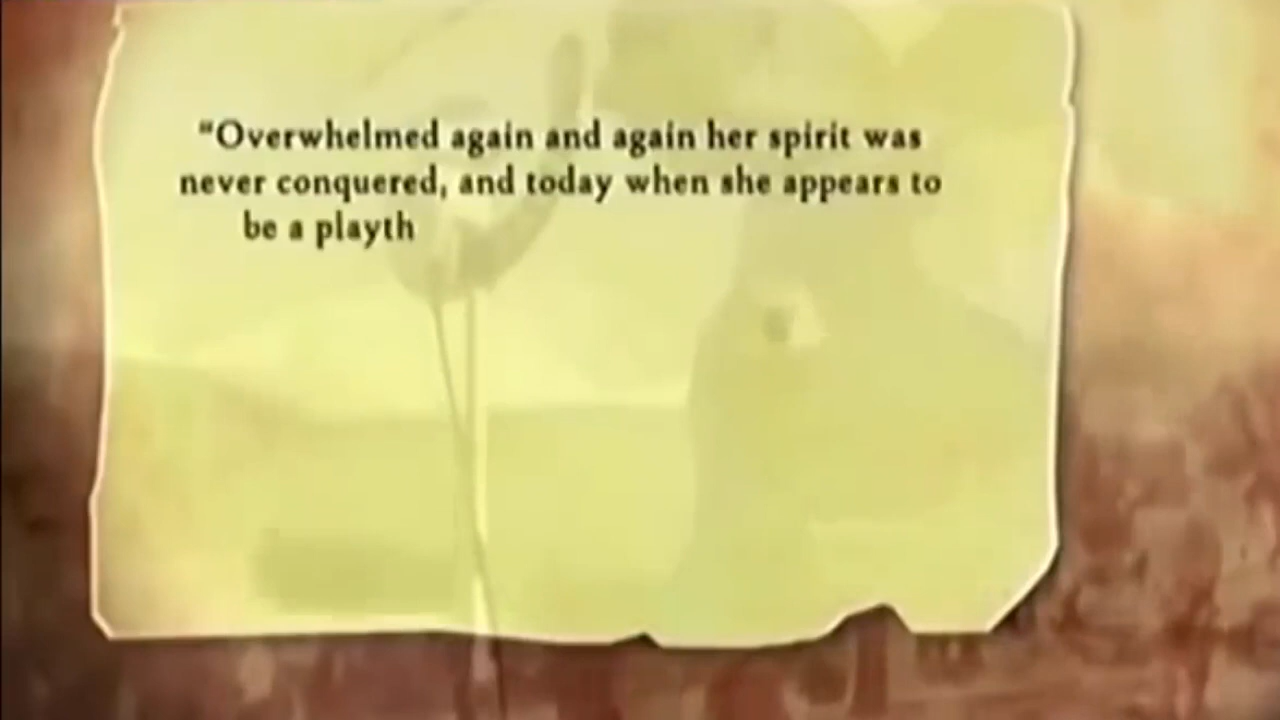 "Overwhelmed again and again her spirit was
never conquered, and today when she appears to
be a playth